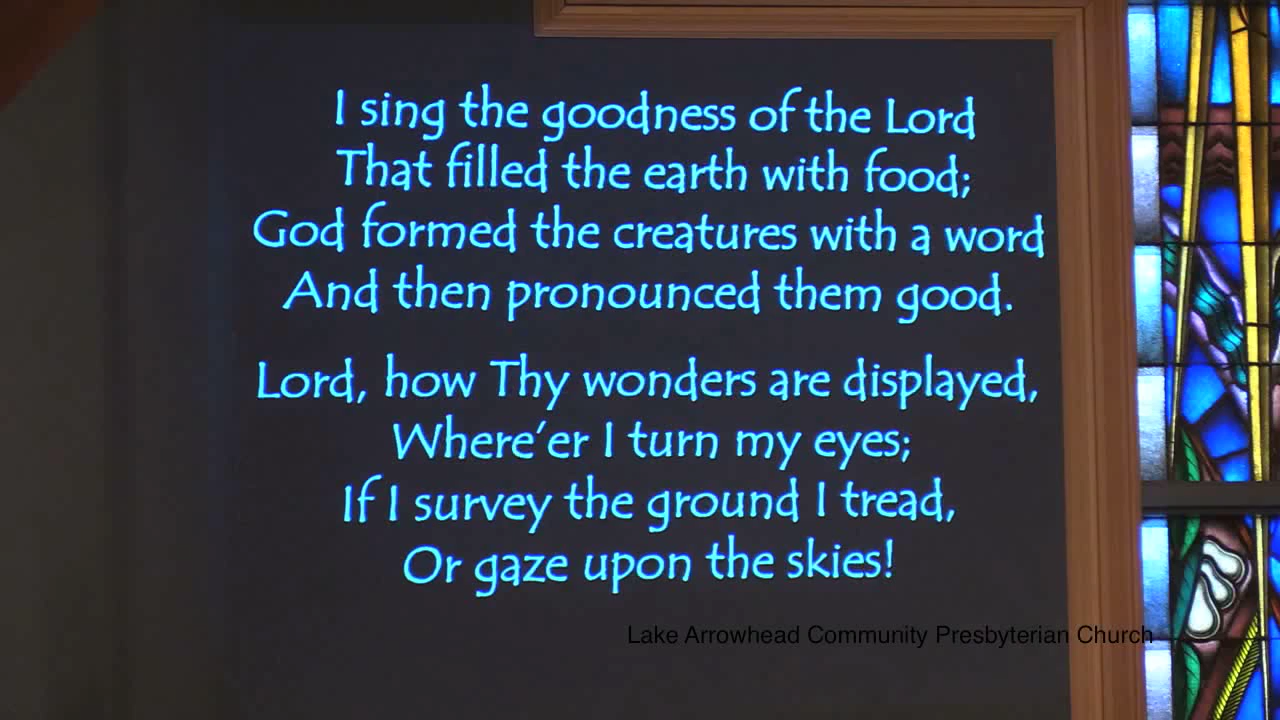 I sing the goodness of the Lord
That filled the earth with food;
God formed the creatures with a word
And then pronounced them good.
Lord, how Thy wonders are displayed,
Where’er I turn my eyes;
If I survey the ground I tread,
Or gaze upon the skies!
Lake Arrowhead Community Presbyterian Church